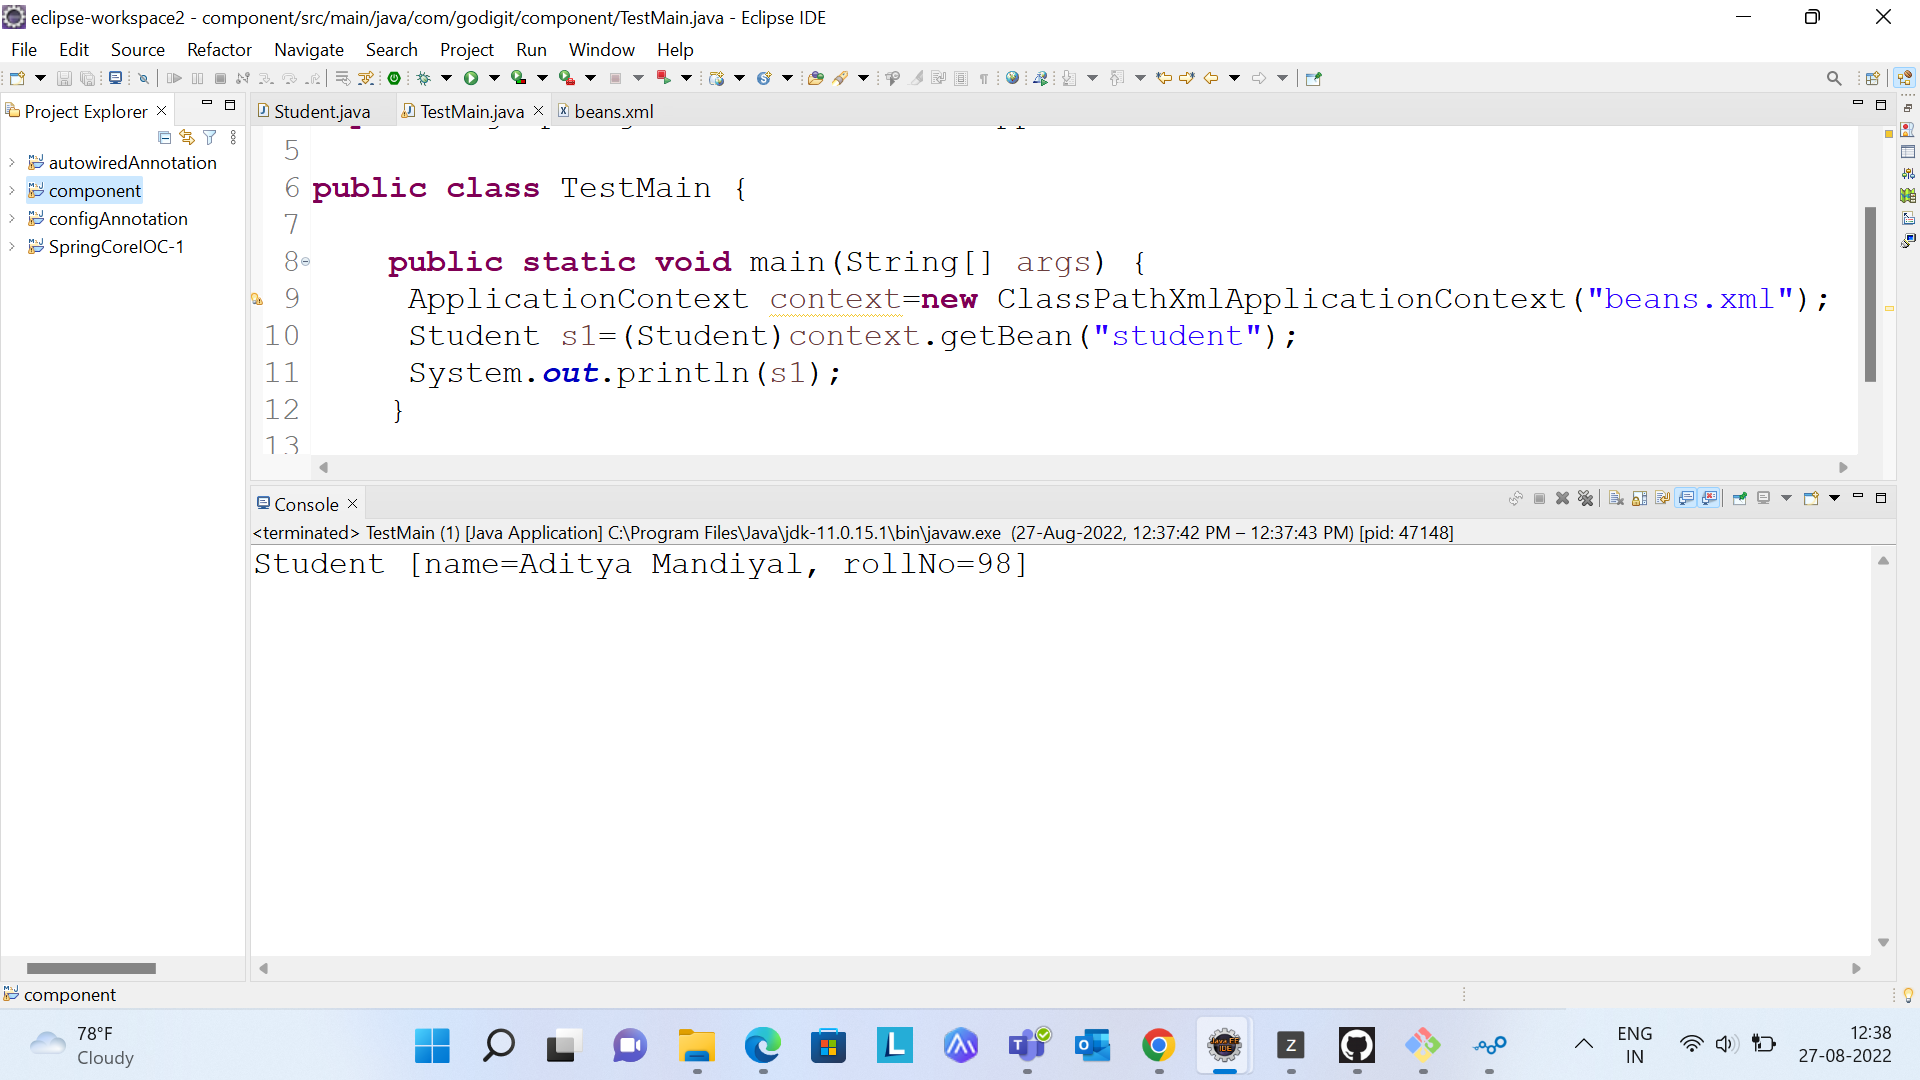 eclipse-workspace2 - component/src/main/java/com/godigit/component/TestMain.java - Eclipse IDE
File Edit Source Refactor Navigate Search Project Run Window Help
Project Explorer
autowiredAnnotation
component
configAnnotation
SpringCoreIOC-1
Student.java TestMain.java beans.xml
5
6 public class TestMain {
7
8 public static void main(String[] args) {
9 ApplicationContext context=new ClassPathXmlApplicationContext("beans.xml");
10 Student s1=(Student)context.getBean("student");
11 System.out.println(s1);
12 }
13
Console
<terminated> TestMain (1) [Java Application] C:\Program Files\Java\jdk-11.0.15.1\bin\javaw.exe (27-Aug-2022, 12:37:42 PM – 12:37:43 PM) [pid: 47148]
Student [name=Aditya Mandiyal, rollNo=98]
component
78°F
Cloudy
ENG
IN
12:38
27-08-2022